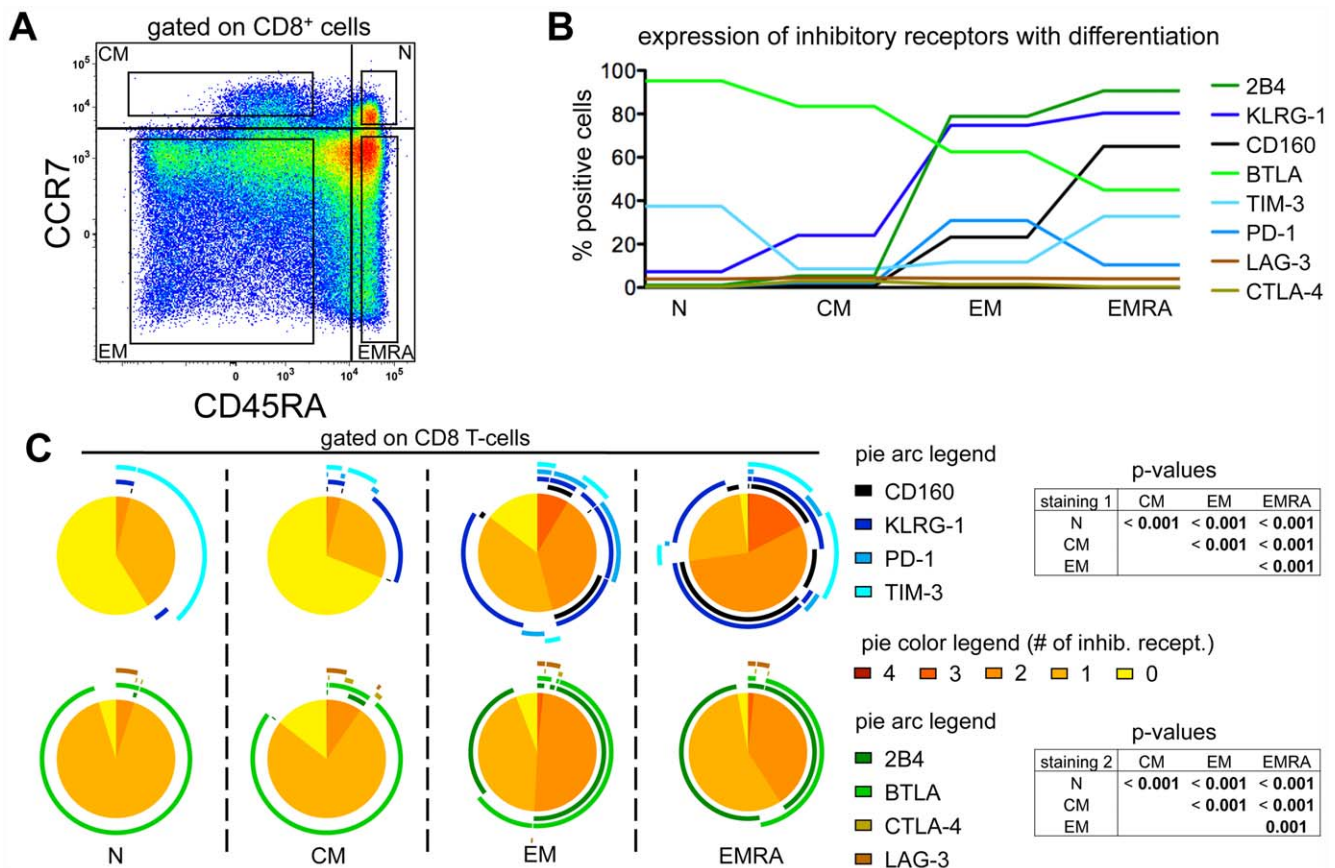 A
gated on CD8⁺ cells
CM
N
EM
EMRA
10⁴
10³
0
CCR7
0
10³
10⁴
10⁵
CD45RA
B
expression of inhibitory receptors with differentiation
% positive cells
100
80
60
40
20
0
N
CM
EM
EMRA
2B4
KLRG-1
CD160
BTLA
TIM-3
PD-1
LAG-3
CTLA-4
C
gated on CD8 T-cells
pie arc legend
CD160
KLRG-1
PD-1
TIM-3
p-values
staining 1 CM EM EMRA
N < 0.001 < 0.001 < 0.001
CM < 0.001 < 0.001
EM < 0.001
pie color legend (# of inhib. recept.)
4 3 2 1 0
pie arc legend
2B4
BTLA
CTLA-4
LAG-3
p-values
staining 2 CM EM EMRA
N < 0.001 < 0.001 < 0.001
CM < 0.001 < 0.001
EM 0.001
N
CM
EM
EMRA